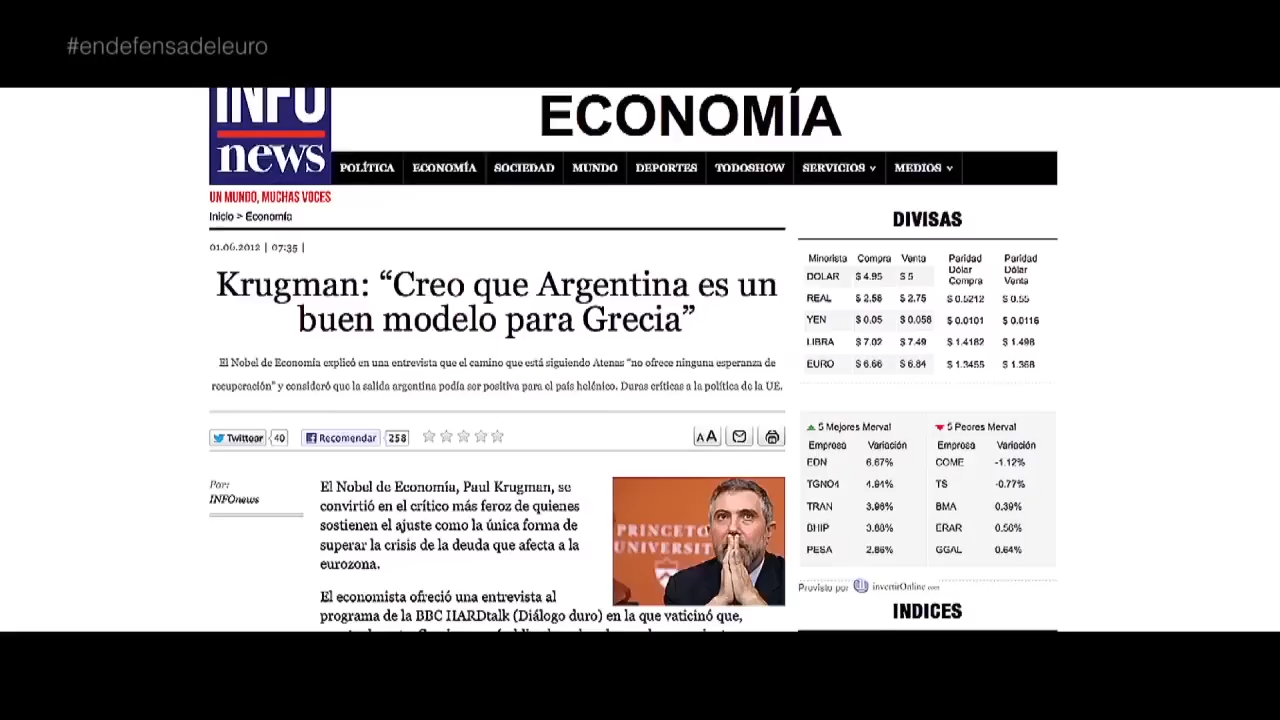 #endefensadeleuro
INFO
news
ECONOMÍA
POLÍTICA ECONOMÍA SOCIEDAD MUNDO DEPORTES TODOSHOW SERVICIOS MEDIOS
UN MUNDO, MUCHAS VOCES
Inicio > Economía
01.06.2012 | 07:35 |
Krugman: “Creo que Argentina es un
buen modelo para Grecia”
El Nobel de Economía explicó en una entrevista que el camino que está siguiendo Atenas “no ofrece ninguna esperanza de
recuperación” y consideró que la salida argentina podía ser positiva para el país helénico. Duras críticas a la política de la UE.
Twittear 40 Recomendar 258
A A
Por:
INFOnews
El Nobel de Economía, Paul Krugman, se
convirtió en el crítico más feroz de quienes
sostienen el ajuste como la única forma de
superar la crisis de la deuda que afecta a la
eurozona.
PRINCETO
UNIVERSIT
El economista ofreció una entrevista al
programa de la BBC HARDtalk (Diálogo duro) en la que vaticinó que,
DIVISAS
Minorista Compra Venta Paridad Dólar Compra Paridad Dólar Venta
DOLAR $ 4.95 $ 5
REAL $ 2.58 $ 2.75 $ 0.5212 $ 0.55
YEN $ 0.05 $ 0.058 $ 0.0101 $ 0.0116
LIBRA $ 7.02 $ 7.49 $ 1.4182 $ 1.498
EURO $ 6.66 $ 6.84 $ 1.3455 $ 1.368
5 Mejores Merval
Empresa Variación
EDN 6.67%
TGNO4 4.94%
TRAN 3.96%
BHIP 3.88%
PESA 2.86%
5 Peores Merval
Empresa Variación
COME -1.12%
TS -0.77%
BMA 0.39%
ERAR 0.56%
GGAL 0.64%
Provisto por invertirOnline
INDICES